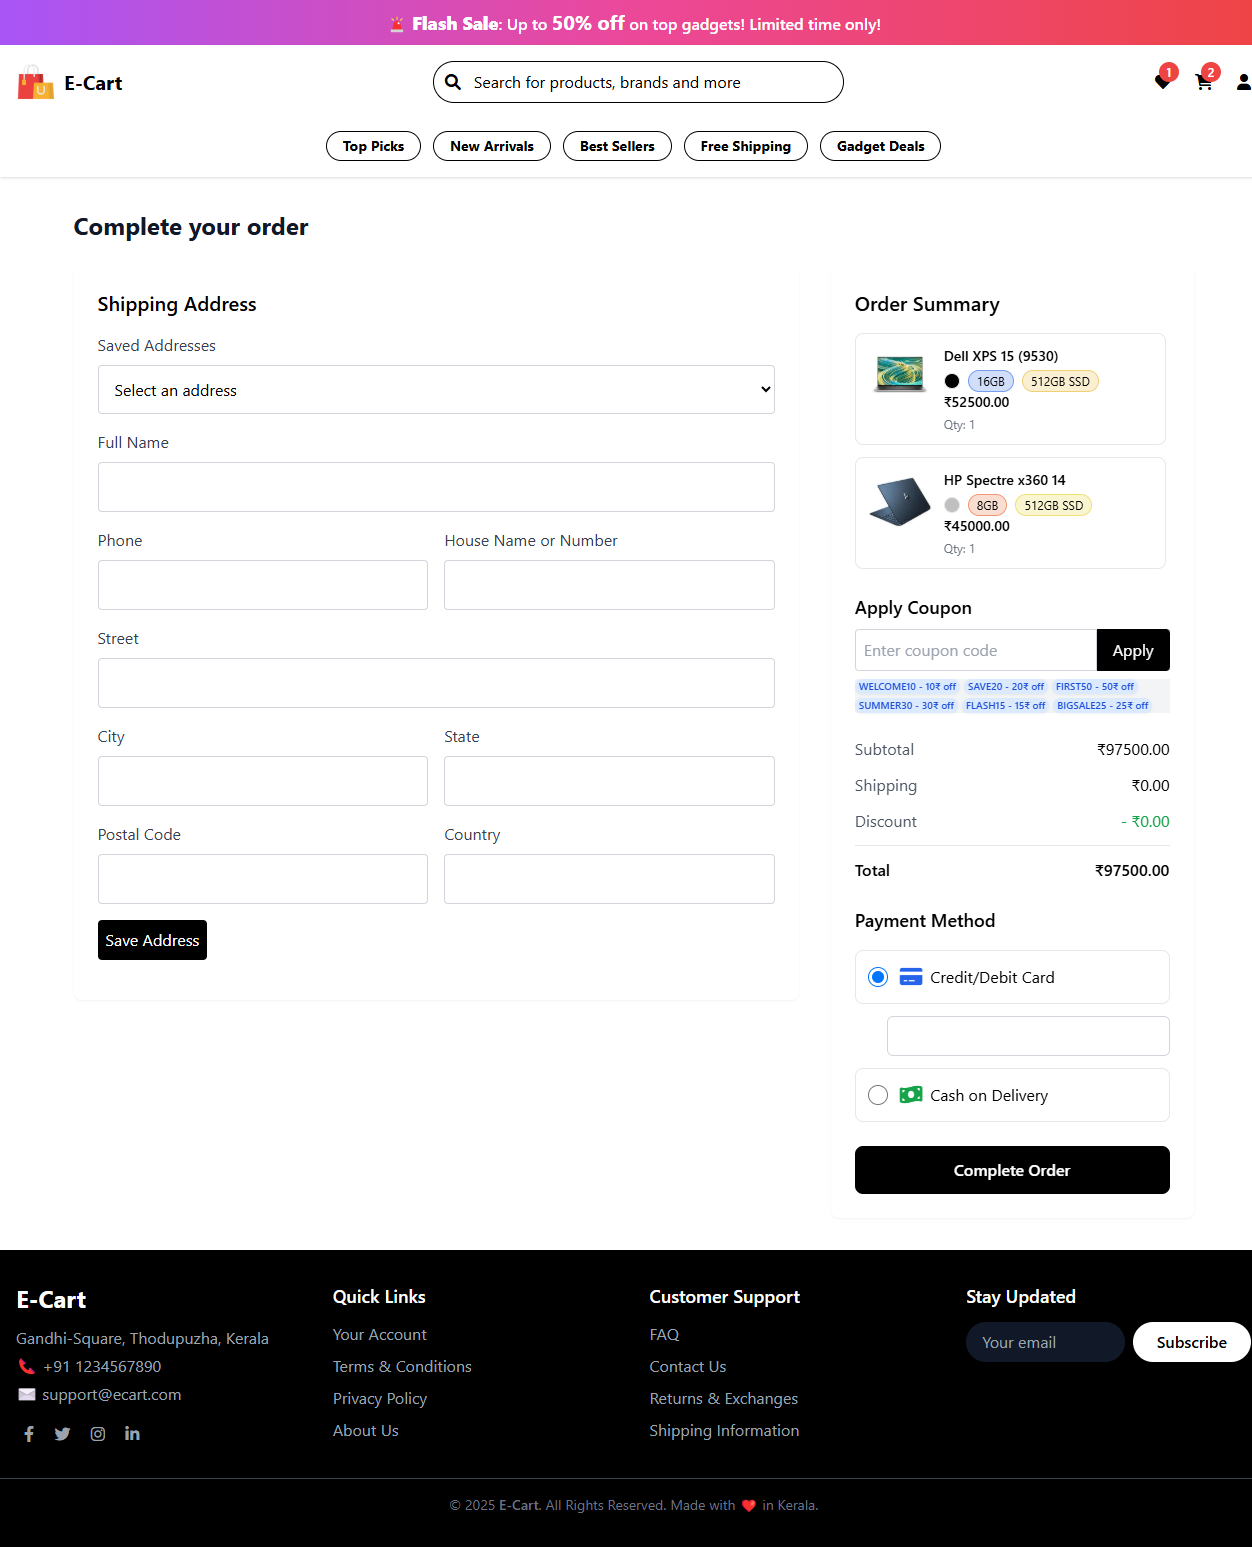 🚨 Flash Sale: Up to 50% off on top gadgets! Limited time only!
E-Cart
Search for products, brands and more
1
2
Top Picks
New Arrivals
Best Sellers
Free Shipping
Gadget Deals
Complete your order
Shipping Address
Saved Addresses
Select an address
Full Name
Phone
House Name or Number
Street
City
State
Postal Code
Country
Save Address
Order Summary
Dell XPS 15 (9530)
16GB 512GB SSD
₹52500.00
Qty: 1
HP Spectre x360 14
8GB 512GB SSD
₹45000.00
Qty: 1
Apply Coupon
Enter coupon code
Apply
WELCOME10 - 10₹ off SAVE20 - 20₹ off FIRST50 - 50₹ off
SUMMER30 - 30₹ off FLASH15 - 15₹ off BIGSALE25 - 25₹ off
Subtotal ₹97500.00
Shipping ₹0.00
Discount - ₹0.00
Total ₹97500.00
Payment Method
Credit/Debit Card
Cash on Delivery
Complete Order
E-Cart
Gandhi-Square, Thodupuzha, Kerala
📞 +91 1234567890
✉️ support@ecart.com
Quick Links
Your Account
Terms & Conditions
Privacy Policy
About Us
Customer Support
FAQ
Contact Us
Returns & Exchanges
Shipping Information
Stay Updated
Your email
Subscribe
© 2025 E-Cart. All Rights Reserved. Made with ❤️ in Kerala.